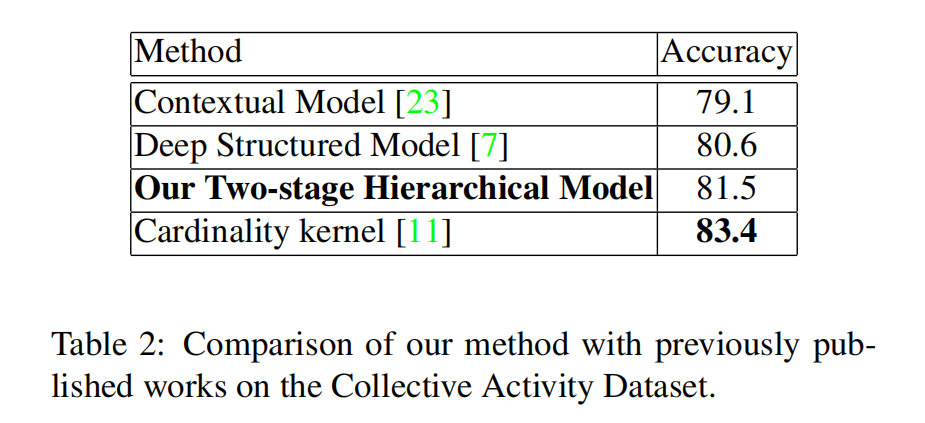 Method Accuracy
Contextual Model [23] 79.1
Deep Structured Model [7] 80.6
Our Two-stage Hierarchical Model 81.5
Cardinality kernel [11] 83.4
Table 2: Comparison of our method with previously pub-
lished works on the Collective Activity Dataset.